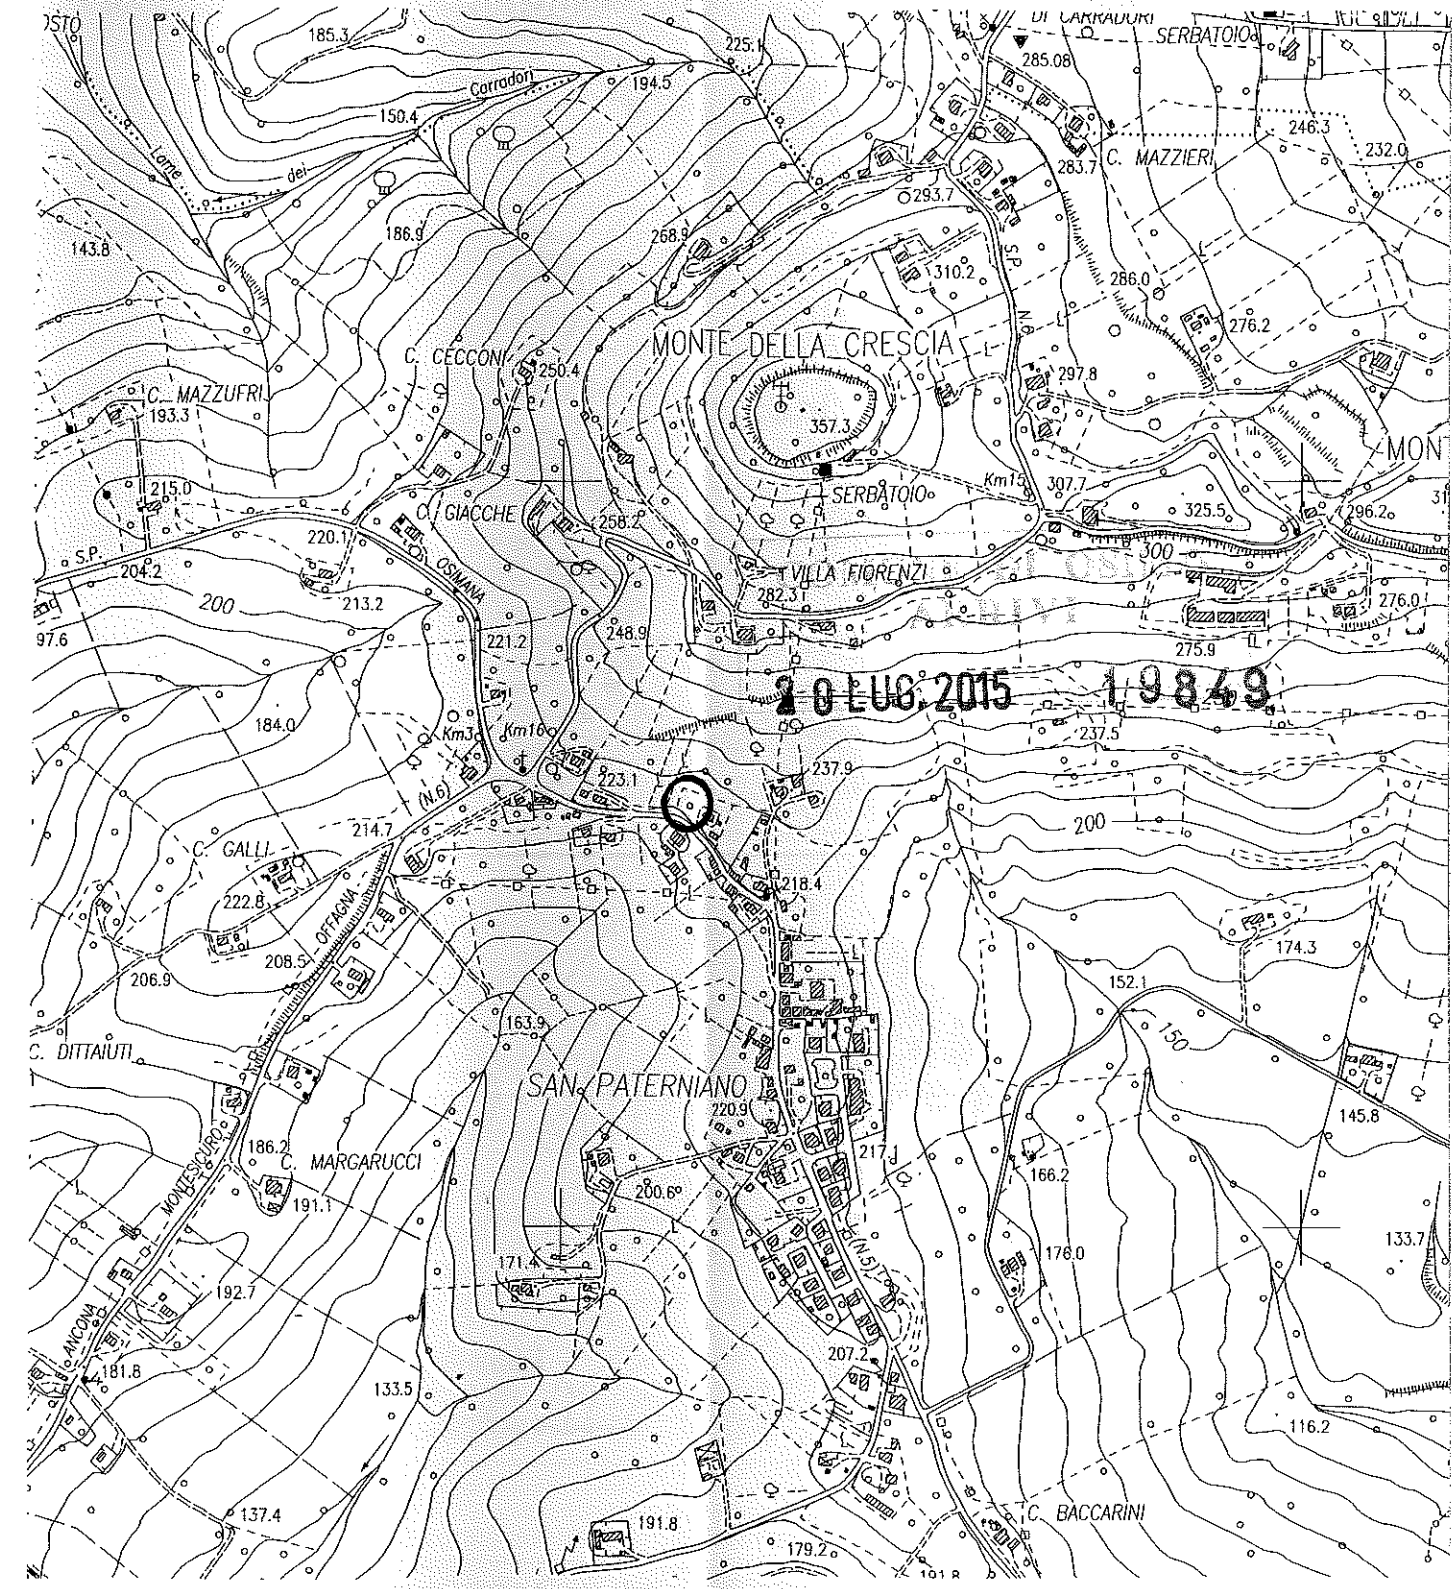 185.3
225.1
DI CARRADORI
SERBATOIO
285.08
Carradori
194.5
150.4
246.3
232.0
C. MAZZIERI
283.7
Lame
dei
293.7
143.8
186.9
268.9
S.P.
310.2
286.0
N.6
276.2
MONTE DELLA CRESCIA
C. CECCONI
250.4
297.8
C. MAZZUFRI
193.3
357.3
MON
215.0
SERBATOIO
Km15
307.7
C. GIACCHE
258.2
325.5
296.2
220.1
OSIMANA
300
S.P.
204.2
VILLA FIORENZI
200
213.2
282.3
276.0
97.6
221.2
248.9
275.9
20 LUG. 2015 19849
184.0
Km3
Km16
237.5
237.9
223.1
(N.6)
214.7
200
C. GALLI
218.4
222.8
OFFAGNA
174.3
208.5
206.9
152.1
163.9
150
C. DITTAIUTI
SAN PATERNIANO
220.9
145.8
186.2
MONTESICURO
C. MARGARUCCI
217.1
166.2
191.1
200.6
(N.5)
133.7
171.4
176.0
192.7
ANCONA
207.2
181.8
133.5
116.2
137.4
191.8
C. BACCARINI
179.2
191.8